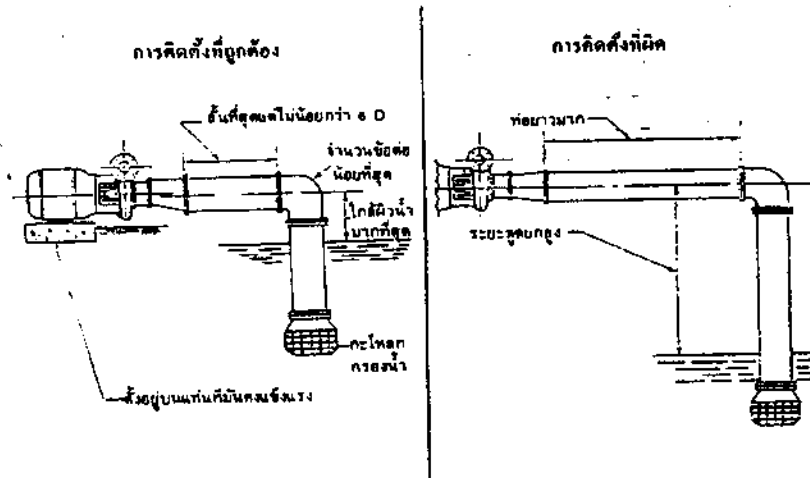 การติดตั้งที่ถูกต้อง
สั้นที่สุดแต่ไม่น้อยกว่า 6 D
จำนวนข้อต่อ
น้อยที่สุด
ใกล้ผิวน้ำ
มากที่สุด
กะโหลก
กรองน้ำ
ตั้งอยู่บนแท่นที่มั่นคงแข็งแรง
การติดตั้งที่ผิด
ท่อยาวมาก
ระยะดูดยกสูง